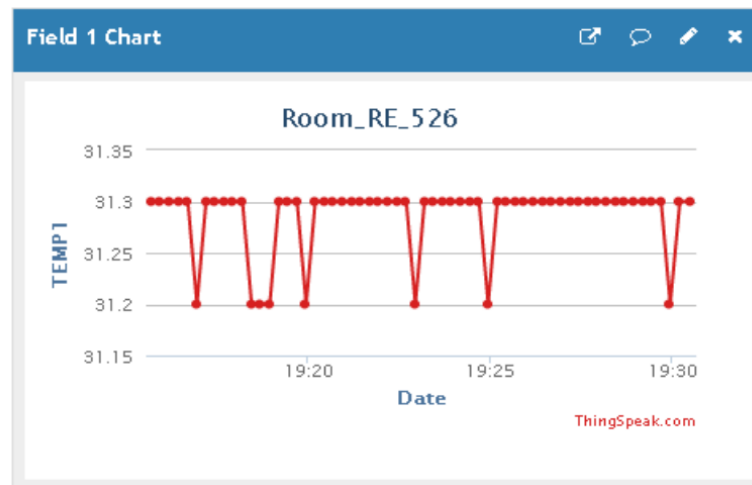 Field 1 Chart
Room_RE_526
31.35
31.3
31.25
31.2
31.15
TEMP1
19:20 19:25 19:30
Date
ThingSpeak.com